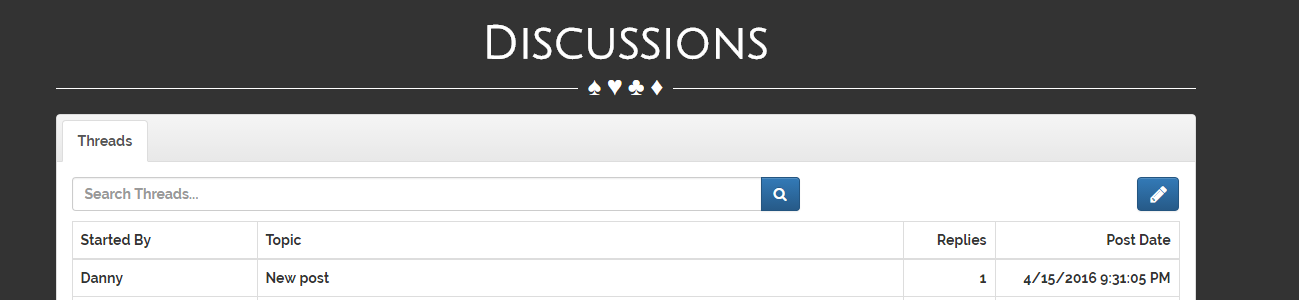 Discussions
♠ ♥ ♣ ♦
Threads
Search Threads...
Started By Topic Replies Post Date
Danny New post 1 4/15/2016 9:31:05 PM